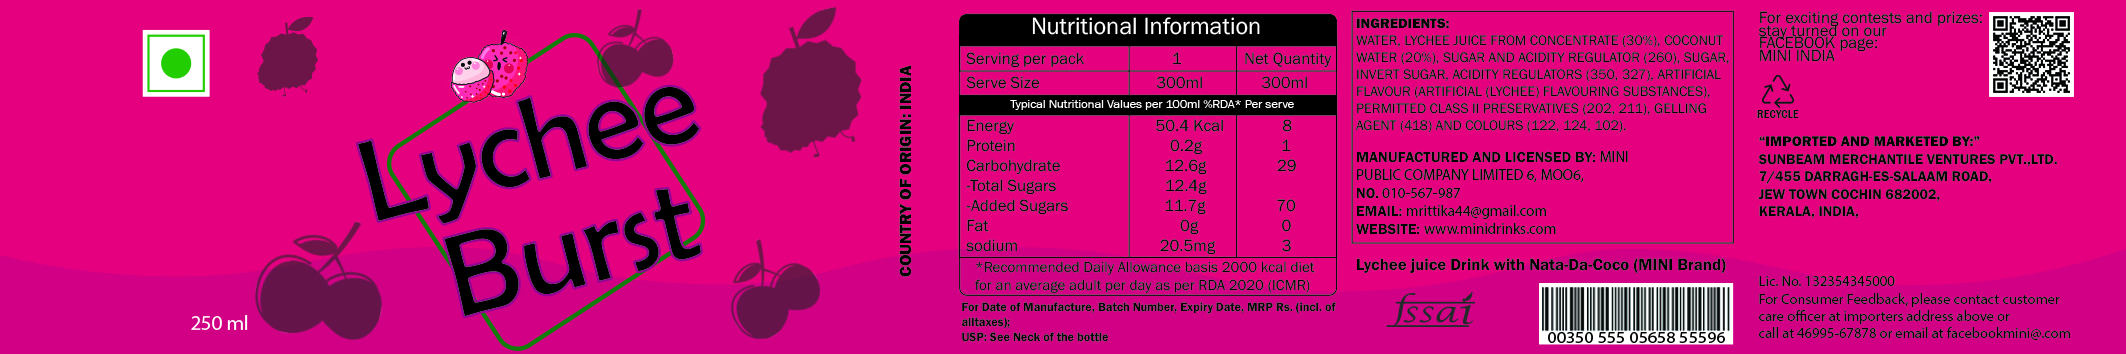 Lychee
Burst
250 ml
COUNTRY OF ORIGIN: INDIA
Nutritional Information
Serving per pack 1 Net Quantity
Serve Size 300ml 300ml
Typical Nutritional Values per 100ml %RDA* Per serve
Energy 50.4 Kcal 8
Protein 0.2g 1
Carbohydrate 12.6g 29
-Total Sugars 12.4g
-Added Sugars 11.7g 70
Fat 0g 0
sodium 20.5mg 3
*Recommended Daily Allowance basis 2000 kcal diet
for an average adult per day as per RDA 2020 (ICMR)
For Date of Manufacture, Batch Number, Expiry Date, MRP Rs. (incl. of
alltaxes);
USP: See Neck of the bottle
INGREDIENTS:
WATER, LYCHEE JUICE FROM CONCENTRATE (30%), COCONUT
WATER (20%), SUGAR AND ACIDITY REGULATOR (260), SUGAR,
INVERT SUGAR, ACIDITY REGULATORS (350, 327), ARTIFICIAL
FLAVOUR (ARTIFICIAL (LYCHEE) FLAVOURING SUBSTANCES),
PERMITTED CLASS II PRESERVATIVES (202, 211), GELLING
AGENT (418) AND COLOURS (122, 124, 102).
MANUFACTURED AND LICENSED BY: MINI
PUBLIC COMPANY LIMITED 6, MOO6,
NO. 010-567-987
EMAIL: mrittika44@gmail.com
WEBSITE: www.minidrinks.com
Lychee juice Drink with Nata-Da-Coco (MINI Brand)
fssai
00350 555 05658 55596
For exciting contests and prizes:
stay turned on our
FACEBOOK page:
MINI INDIA
RECYCLE
“IMPORTED AND MARKETED BY:”
SUNBEAM MERCHANTILE VENTURES PVT..LTD.
7/455 DARRAGH-ES-SALAAM ROAD,
JEW TOWN COCHIN 682002,
KERALA, INDIA,
Lic. No. 132354345000
For Consumer Feedback, please contact customer
care officer at importers address above or
call at 46995-67878 or email at facebookmini@.com